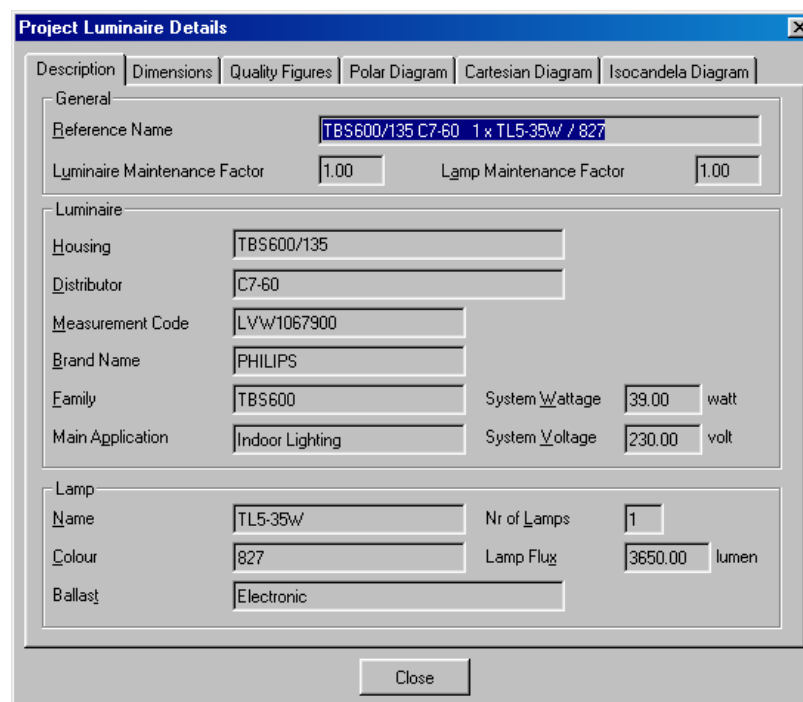 Project Luminaire Details
Description Dimensions Quality Figures Polar Diagram Cartesian Diagram Isocandela Diagram
General
Reference Name TBS600/135 C7-60 1 x TL5-35W / 827
Luminaire Maintenance Factor 1.00 Lamp Maintenance Factor 1.00
Luminaire
Housing TBS600/135
Distributor C7-60
Measurement Code LVW1067900
Brand Name PHILIPS
Family TBS600 System Wattage 39.00 watt
Main Application Indoor Lighting System Voltage 230.00 volt
Lamp
Name TL5-35W Nr of Lamps 1
Colour 827 Lamp Flux 3650.00 lumen
Ballast Electronic
Close